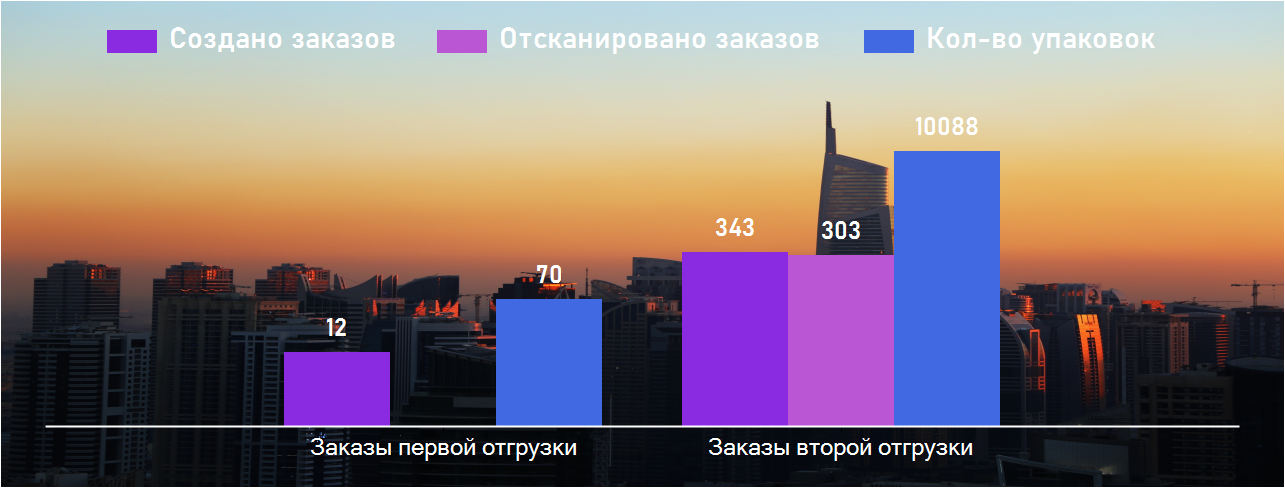 Создано заказов Отсканировано заказов Кол-во упаковок
10088
343 303
70
12
Заказы первой отгрузки Заказы второй отгрузки